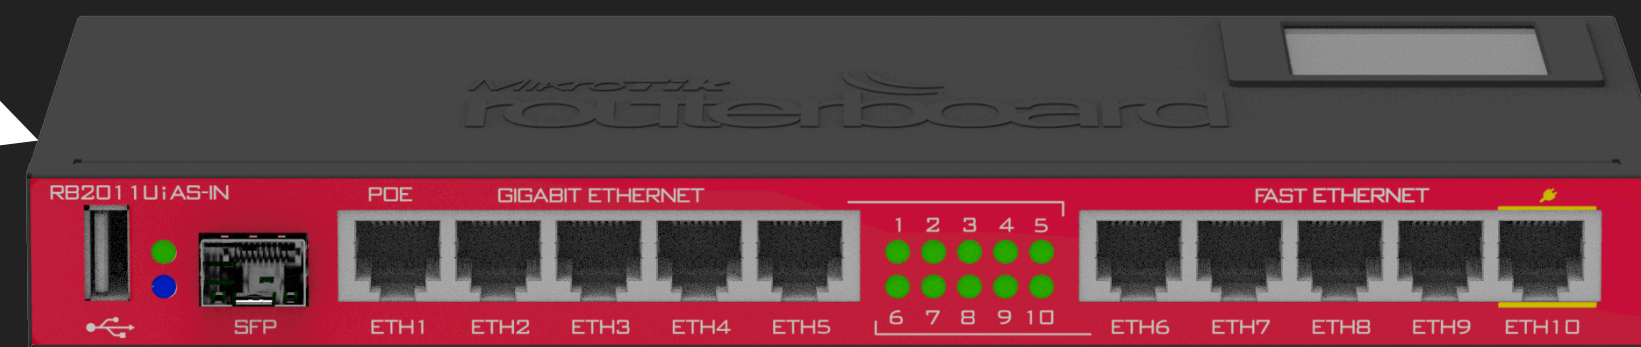 MikroTik
routerboard
RB2011UiAS-IN
POE
GIGABIT ETHERNET
FAST ETHERNET
1 2 3 4 5
6 7 8 9 10
SFP
ETH1 ETH2 ETH3 ETH4 ETH5
ETH6 ETH7 ETH8 ETH9 ETH10